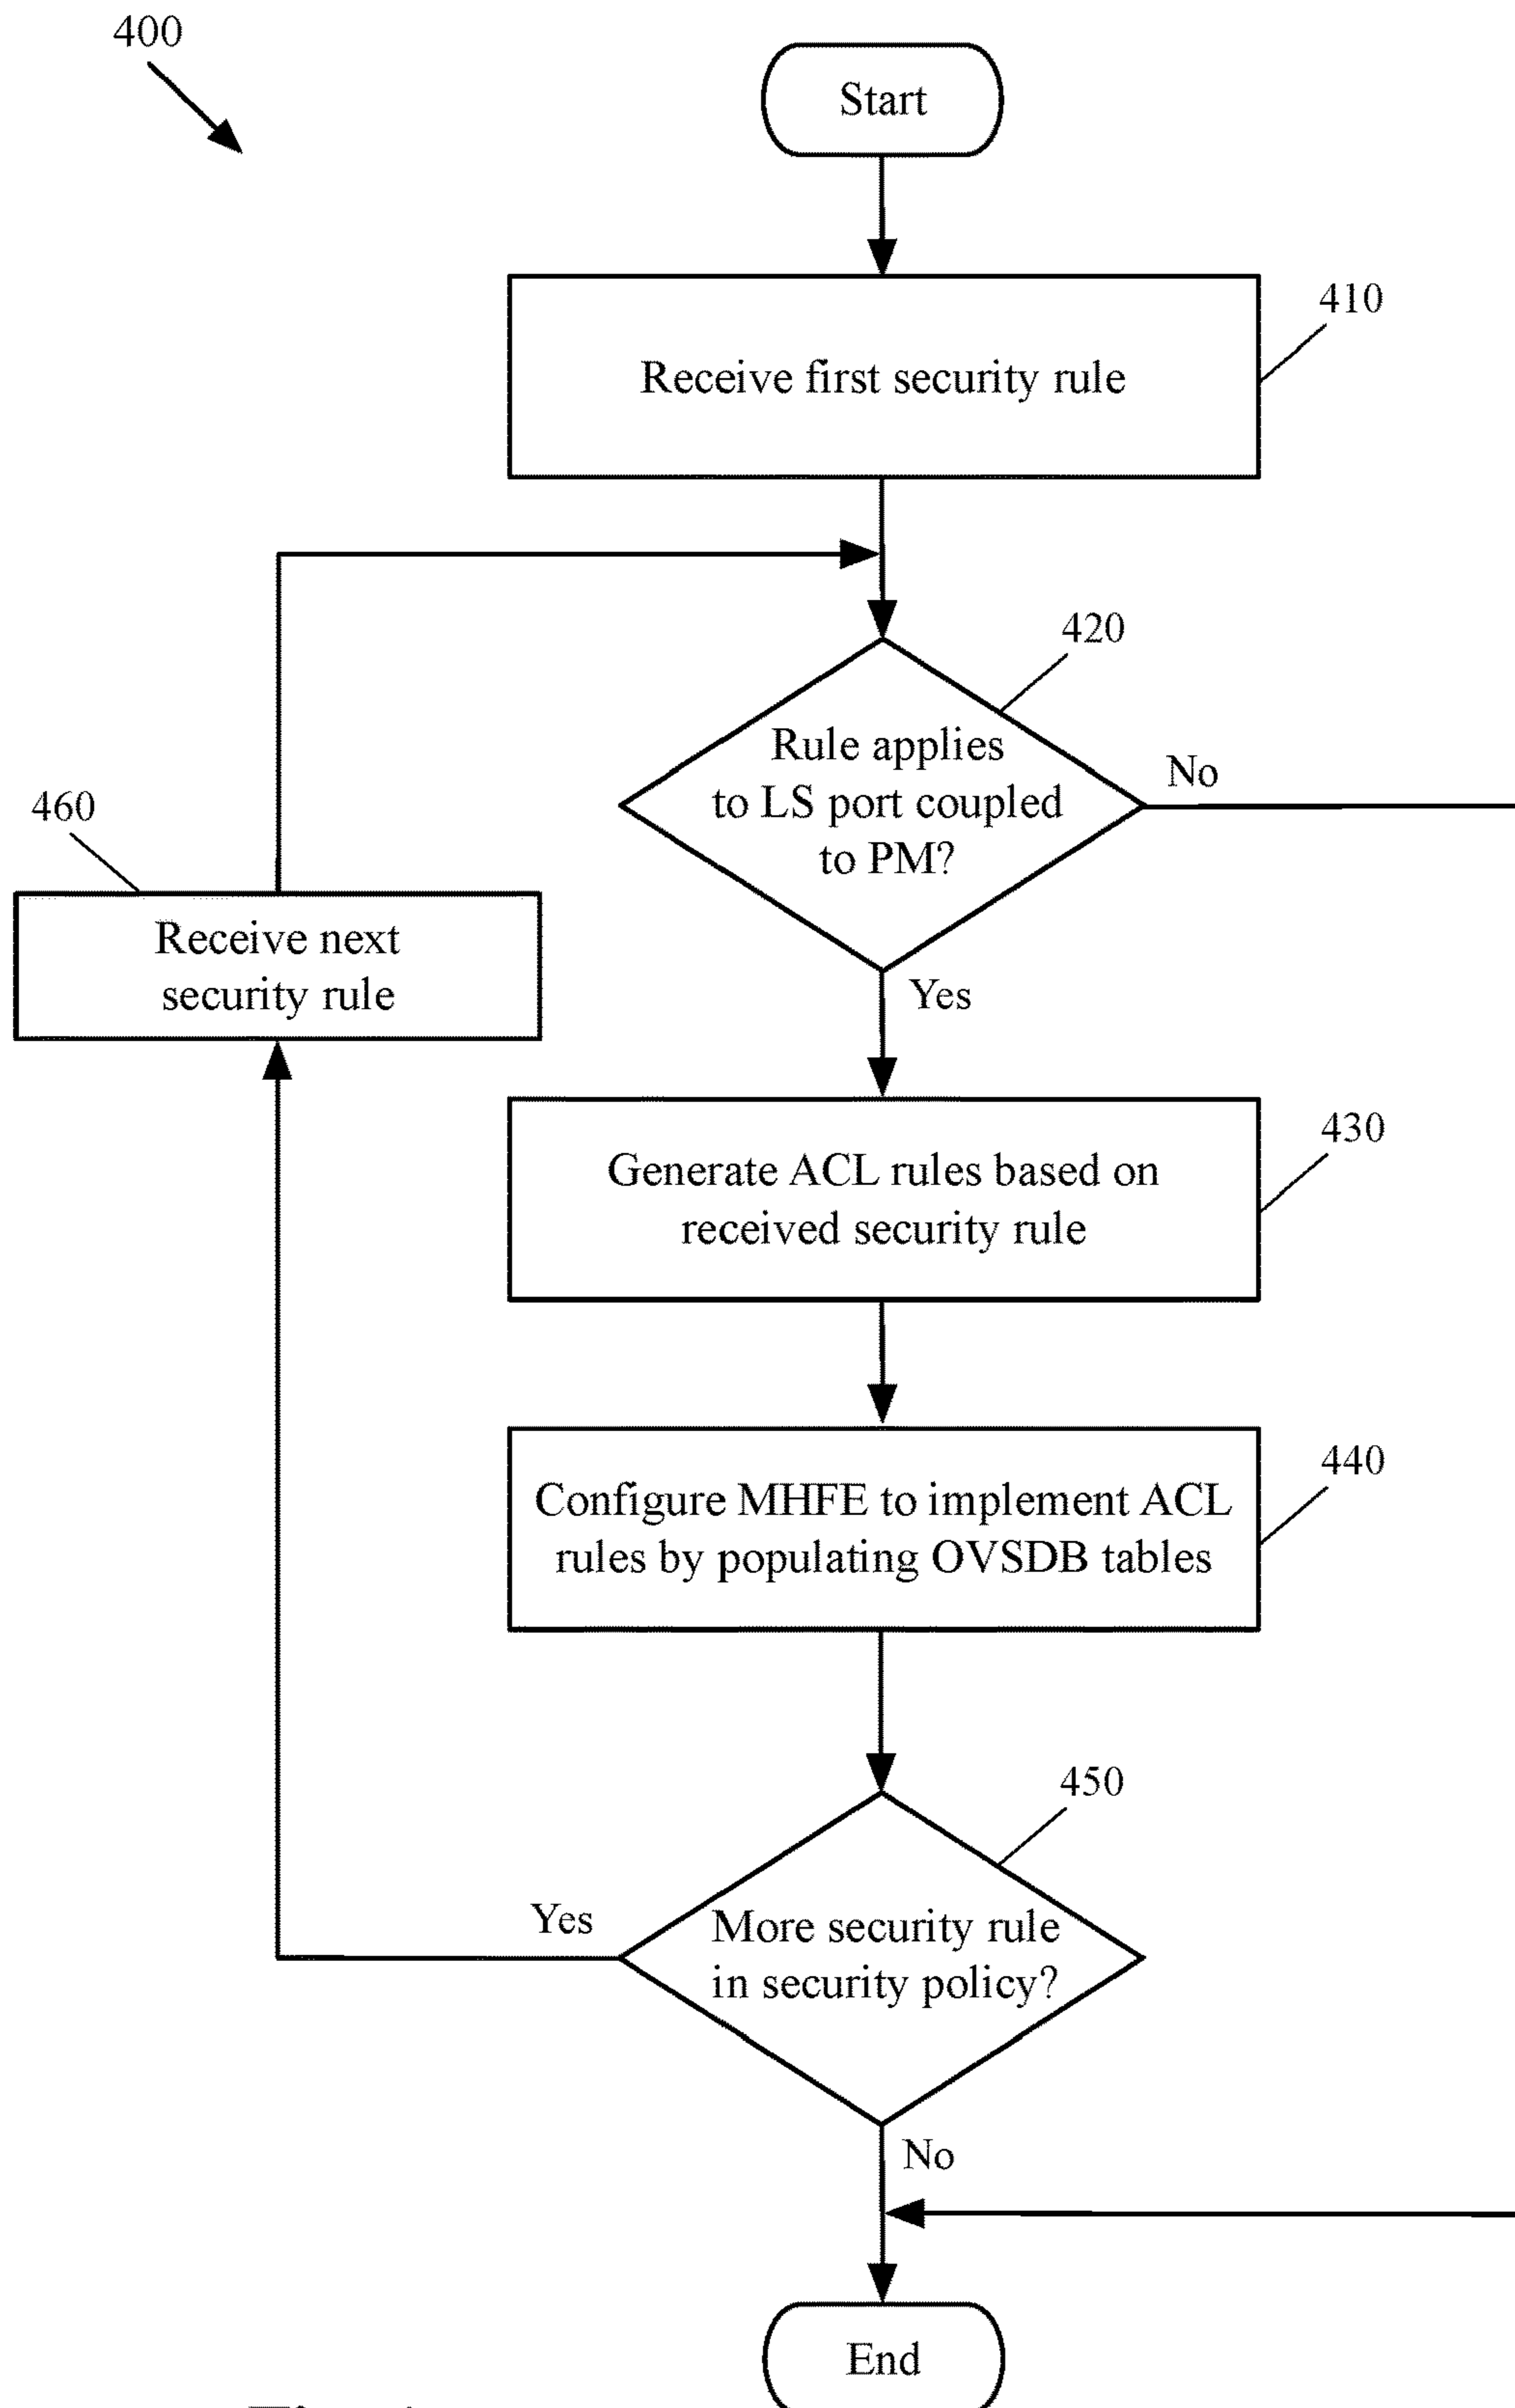 400
Start
410
Receive first security rule
420
Rule applies
to LS port coupled
to PM?
No
460
Receive next
security rule
Yes
430
Generate ACL rules based on
received security rule
440
Configure MHFE to implement ACL
rules by populating OVSDB tables
450
Yes
More security rule
in security policy?
No
End